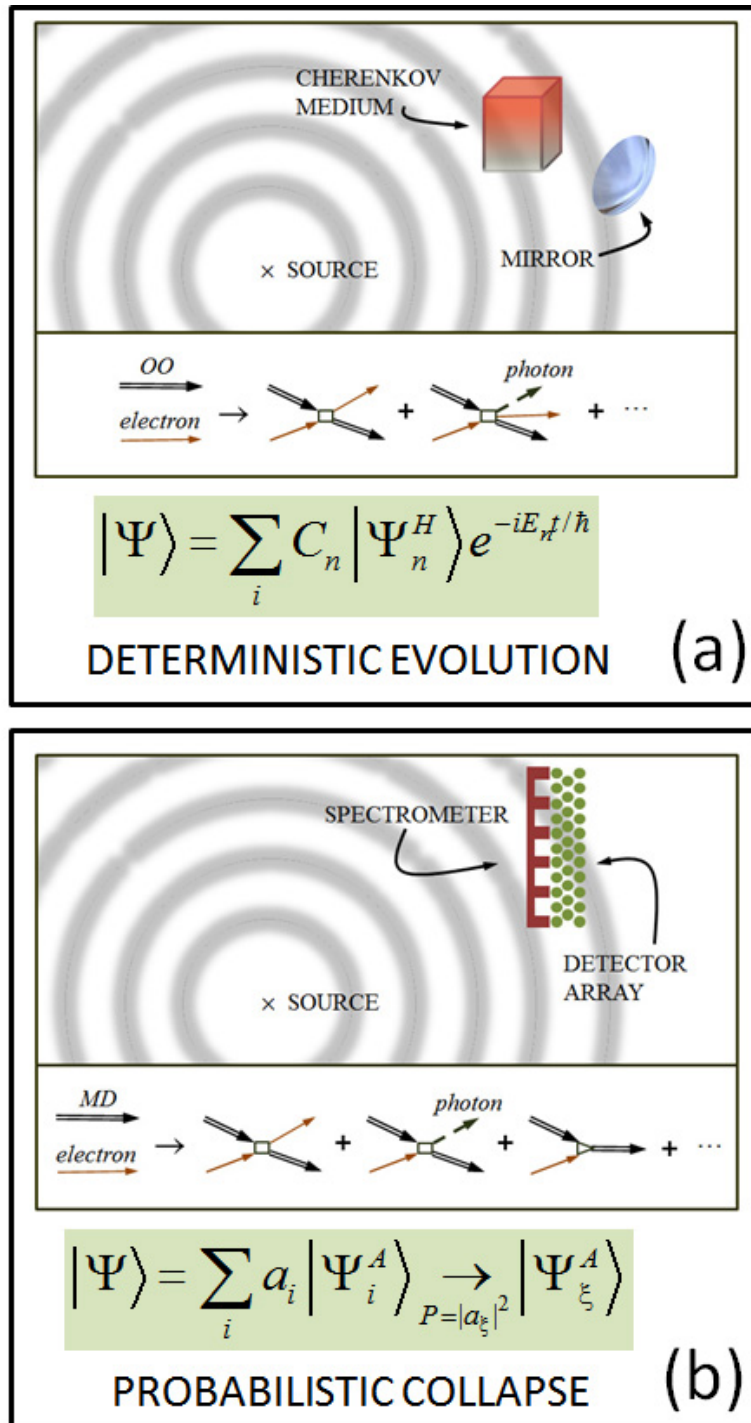 CHERENKOV
MEDIUM
MIRROR
× SOURCE
OO
electron
→ + + ...
photon
|Ψ⟩ = ∑_i C_n |Ψ_n^H⟩ e^{-iE_n t/ħ}
DETERMINISTIC EVOLUTION
(a)
SPECTROMETER
DETECTOR
ARRAY
× SOURCE
MD
electron
→ + + + ...
photon
|Ψ⟩ = ∑_i a_i |Ψ_i^A⟩ →_{P=|a_ξ|^2} |Ψ_ξ^A⟩
PROBABILISTIC COLLAPSE
(b)